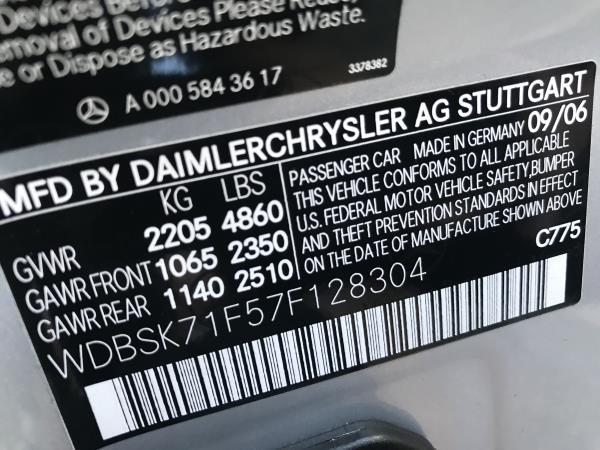 Devices Before
of Devices Please Redu
emoval or
e or Dispose as Hazardous Waste.
3378382
A 000 584 36 17
MFD BY DAIMLERCHRYSLER AG STUTTGART
KG LBS
GVWR 2205 4860
GAWR FRONT 1065 2350
GAWR REAR 1140 2510
PASSENGER CAR MADE IN GERMANY 09/06
THIS VEHICLE CONFORMS TO ALL APPLICABLE
U.S. FEDERAL MOTOR VEHICLE SAFETY,BUMPER
AND THEFT PREVENTION STANDARDS IN EFFECT
ON THE DATE OF MANUFACTURE SHOWN ABOVE
C775
WDBSK71F57F128304